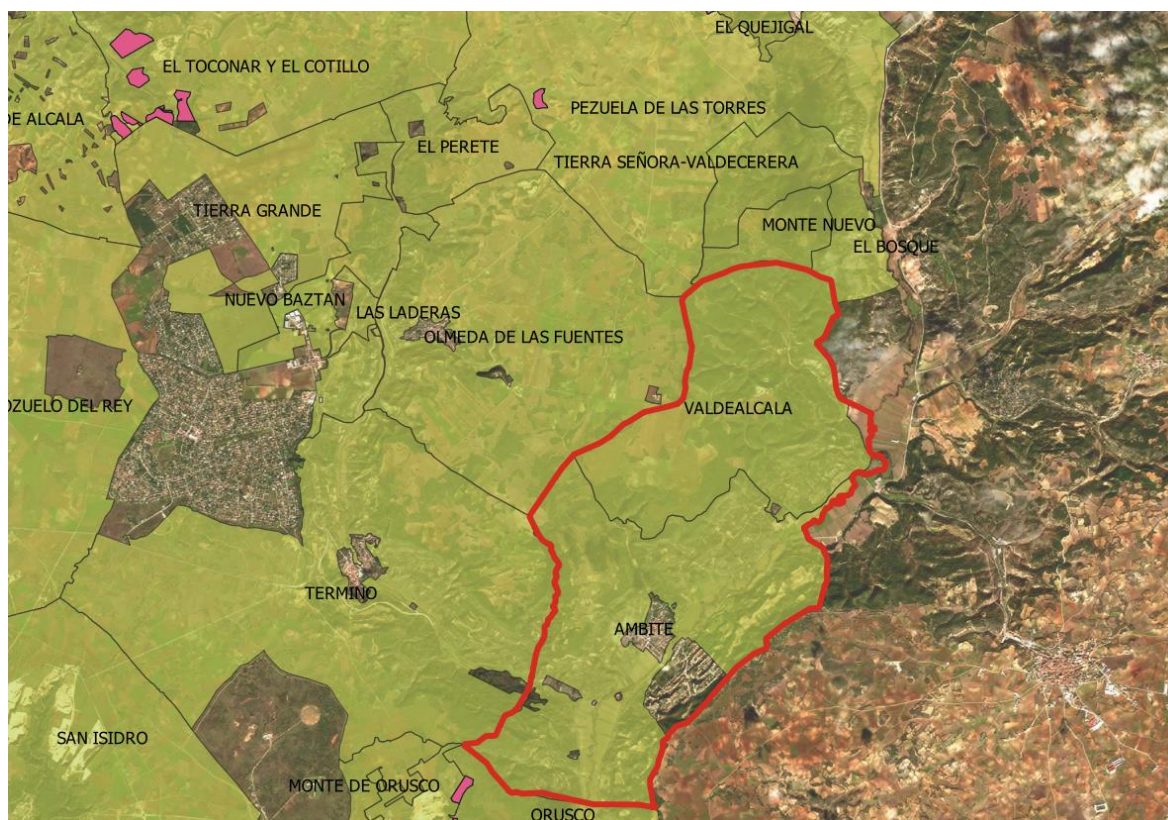 EL QUEJIGAL
EL TOCONAR Y EL COTILLO
PEZUELA DE LAS TORRES
DE ALCALA
EL PERETE
TIERRA SEÑORA-VALDECERERA
TIERRA GRANDE
MONTE NUEVO
EL BOSQUE
NUEVO BAZTAN
LAS LADERAS
OLMEDA DE LAS FUENTES
OZUELO DEL REY
VALDEALCALA
TERMINO
AMBITE
SAN ISIDRO
MONTE DE ORUSCO
ORUSCO